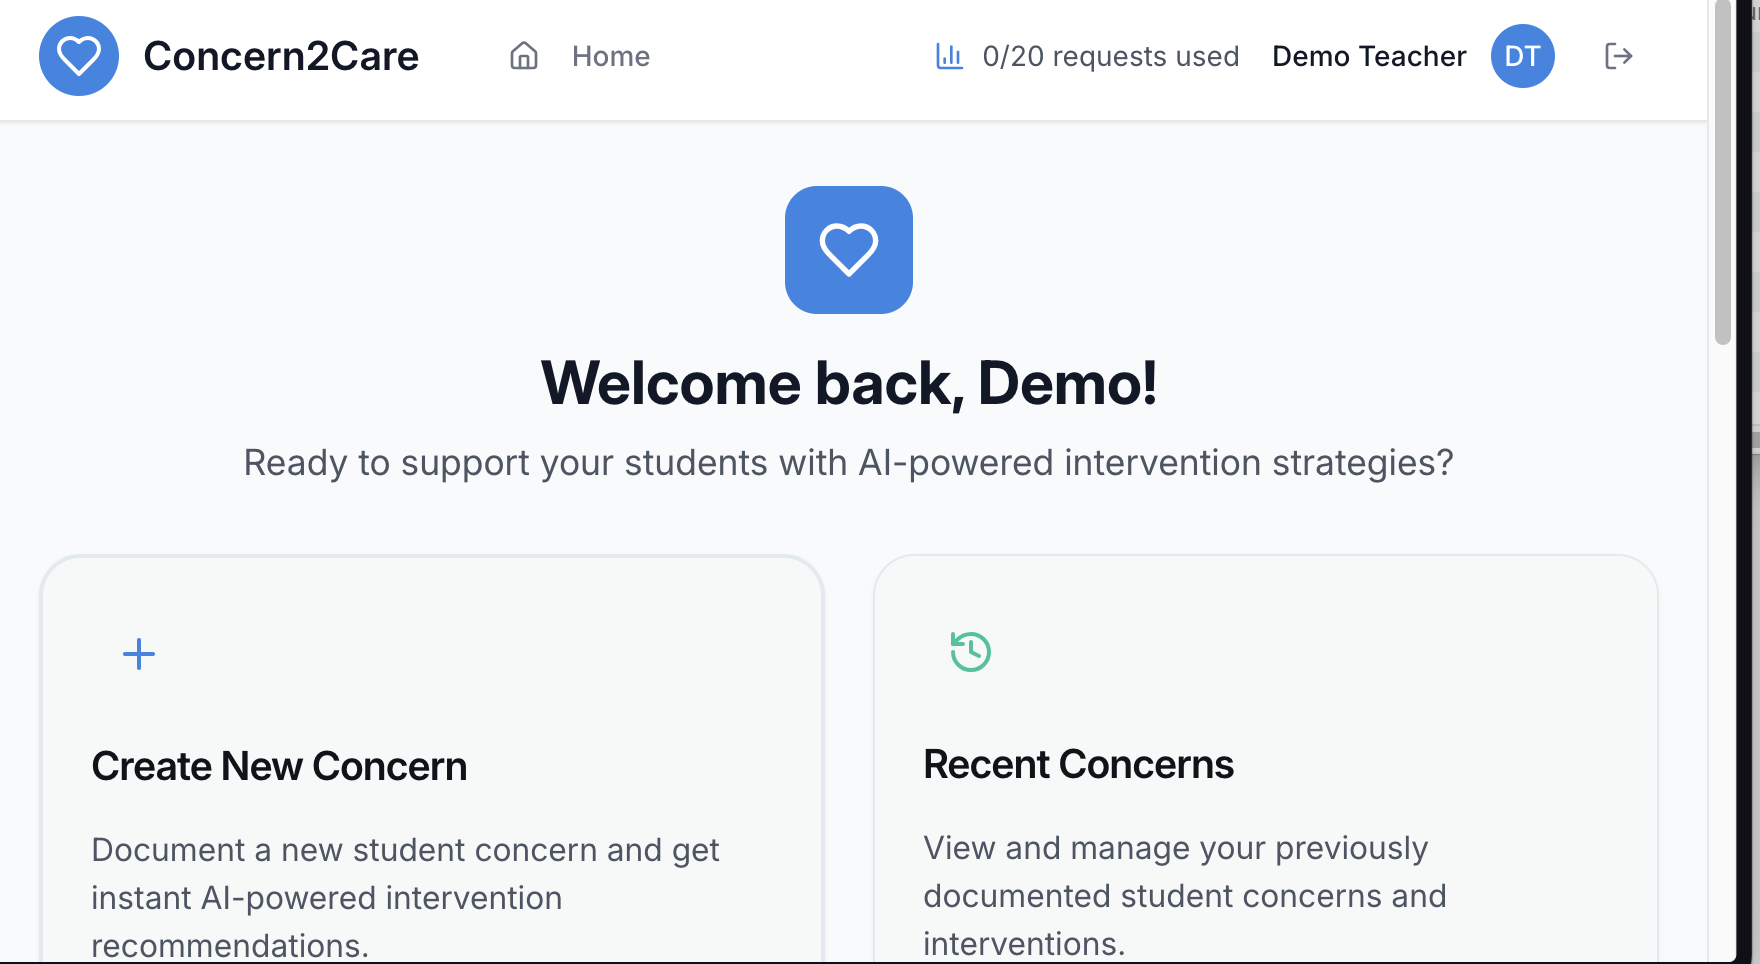 Concern2Care
Home
0/20 requests used
Demo Teacher
DT
Welcome back, Demo!
Ready to support your students with AI-powered intervention strategies?
Create New Concern
Document a new student concern and get
instant AI-powered intervention
recommendations.
Recent Concerns
View and manage your previously
documented student concerns and
interventions.